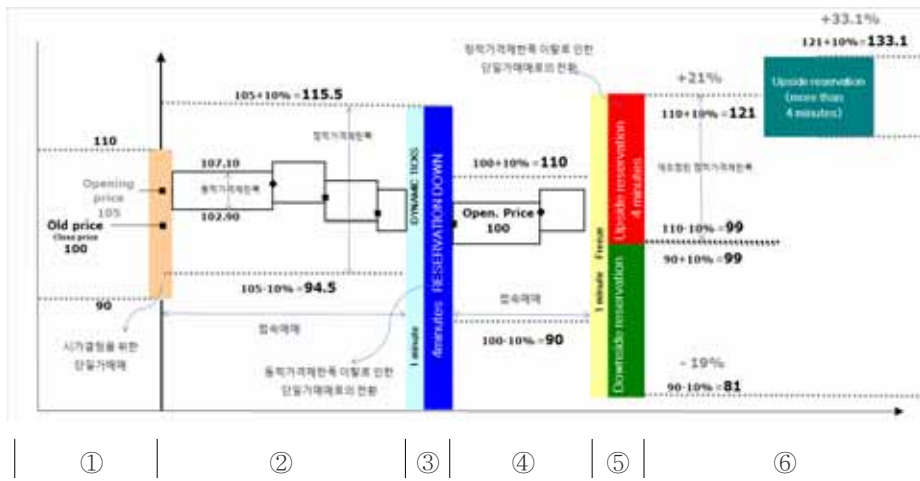 +33.1%
121+10% = 133.1
정적가격제한폭 이탈로 인한
단일가매매로의 전환
+21%
Upside reservation
(more than
4 minutes)
105+10% = 115.5
110+10% = 121
정적가격제한폭
110
107.10
동적가격제한폭
102.90
Opening
price
105
Old price
Close price
100
100+10% = 110
Open. Price
100
DYNAMIC TICKS
1 minute
4minutes RESERVATION DOWN
1 minute Freeze
Upside reservation
4 minutes
Downside reservation
정적가격제한폭
110-10% = 99
90+10% = 99
105-10% = 94.5
90
접속매매
접속매매
시가결정을 위한
단일가매매
100-10% = 90
동적가격제한폭 이탈로 인한
단일가매매로의 전환
- 19%
90-10% = 81
① ② ③ ④ ⑤ ⑥